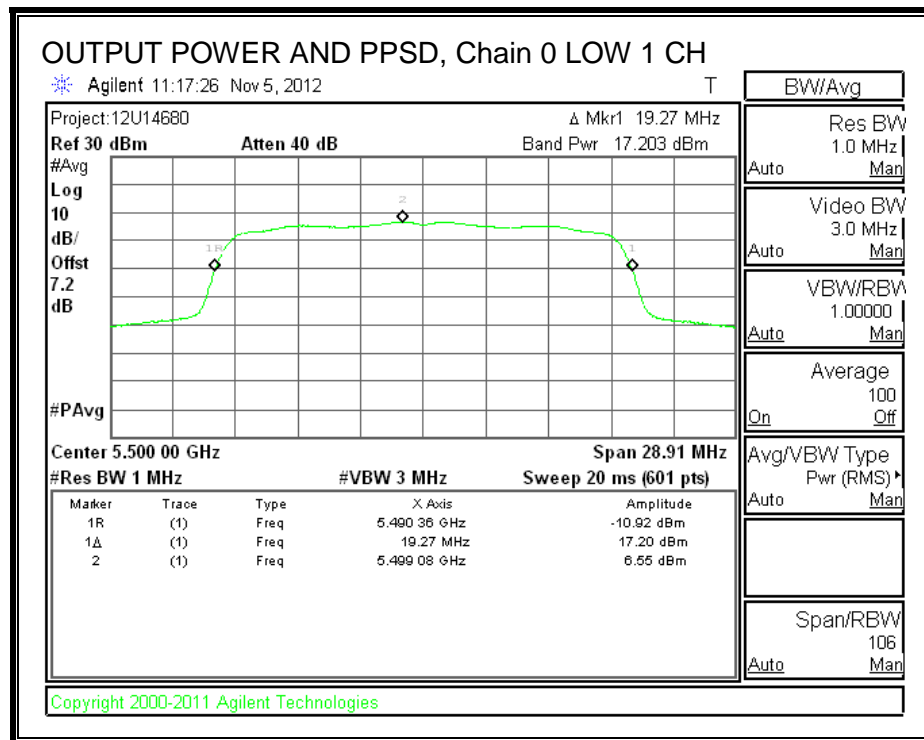 OUTPUT POWER AND PPSD, Chain 0 LOW 1 CH
Agilent 11:17:26 Nov 5, 2012 T
Project:12U14680 Δ Mkr1 19.27 MHz
Ref 30 dBm Atten 40 dB Band Pwr 17.203 dBm
#Avg
Log
10
dB/
Offst
7.2
dB
#PAvg
2
1R
1
Center 5.500 00 GHz Span 28.91 MHz
#Res BW 1 MHz #VBW 3 MHz Sweep 20 ms (601 pts)
Marker Trace Type X Axis Amplitude
1R (1) Freq 5.490 36 GHz -10.92 dBm
1Δ (1) Freq 19.27 MHz 17.20 dBm
2 (1) Freq 5.499 08 GHz 6.55 dBm
BW/Avg
Res BW
1.0 MHz
Auto Man
Video BW
3.0 MHz
Auto Man
VBW/RBW
1.00000
Auto Man
Average
100
On Off
Avg/VBW Type
Pwr (RMS)
Auto Man
Span/RBW
106
Auto Man
Copyright 2000-2011 Agilent Technologies